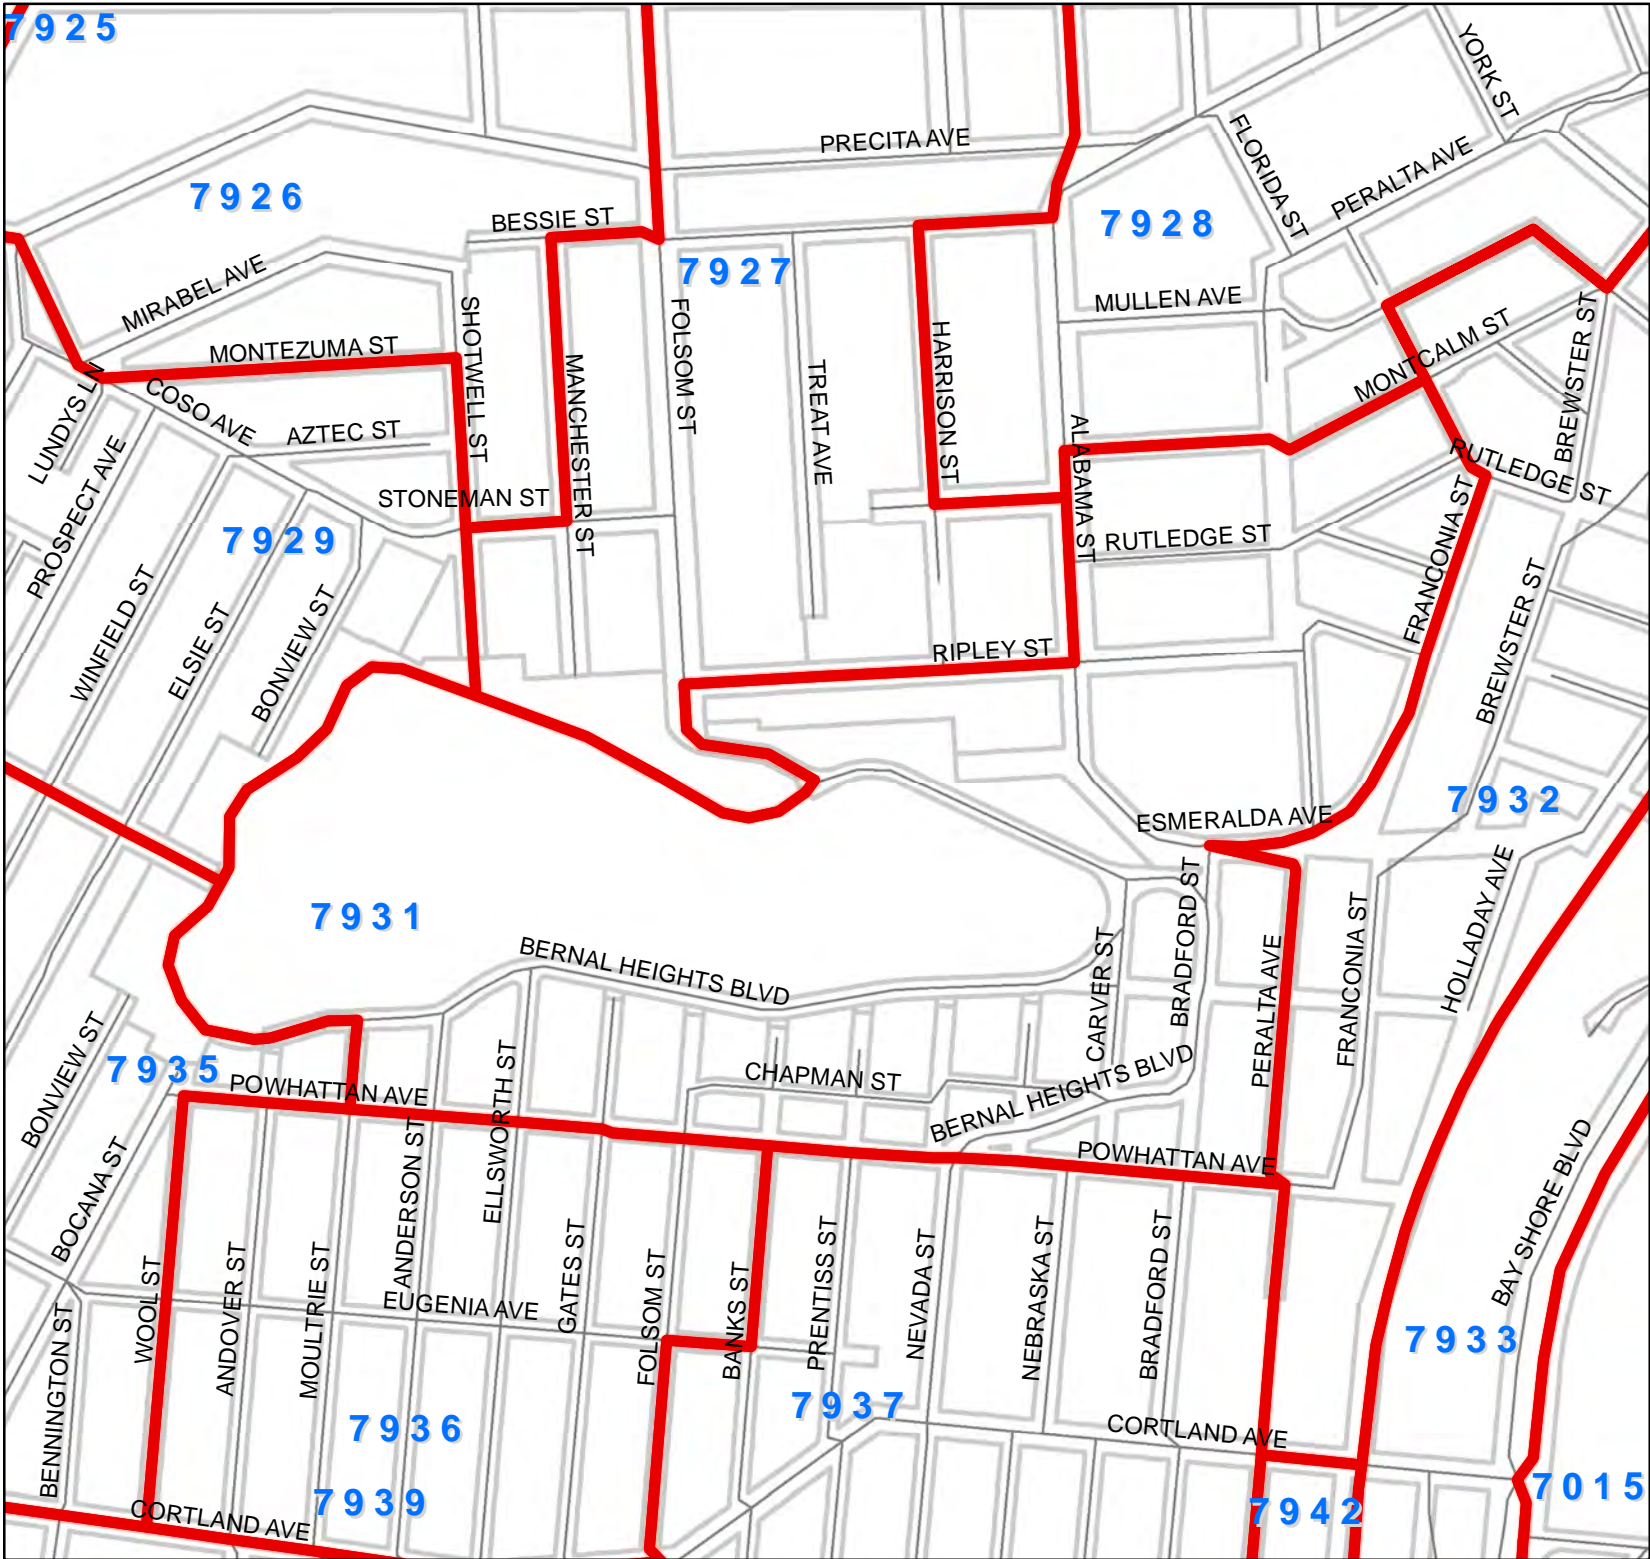 7925
YORK ST
PRECITA AVE
FLORIDA ST
PERALTA AVE
7926
BESSIE ST
7928
7927
MIRABEL AVE
MULLEN AVE
SHOTWELL ST
FOLSOM ST
HARRISON ST
BREWSTER ST
MONTCALM ST
MONTEZUMA ST
MANCHESTER ST
TREAT AVE
LUNDYS LN
COSO AVE
AZTEC ST
ALABAMA ST
PROSPECT AVE
RUTLEDGE ST
STONEMAN ST
FRANCONIA ST
7929
RUTLEDGE ST
WINFIELD ST
ELSIE ST
BONVIEW ST
BREWSTER ST
RIPLEY ST
7932
ESMERALDA AVE
HOLLADAY AVE
BRADFORD ST
7931
FRANCONIA ST
CARVER ST
PERALTA AVE
BERNAL HEIGHTS BLVD
BONVIEW ST
7935
ELLSWORTH ST
CHAPMAN ST
BERNAL HEIGHTS BLVD
POWHATTAN AVE
BOCANA ST
ANDERSON ST
POWHATTAN AVE
BAY SHORE BLVD
WOOL ST
ANDOVER ST
MOULTRIE ST
EUGENIA AVE
GATES ST
FOLSOM ST
BANKS ST
PRENTISS ST
NEVADA ST
NEBRASKA ST
BRADFORD ST
7933
BENNINGTON ST
7937
7936
CORTLAND AVE
7939
7942
7015
CORTLAND AVE